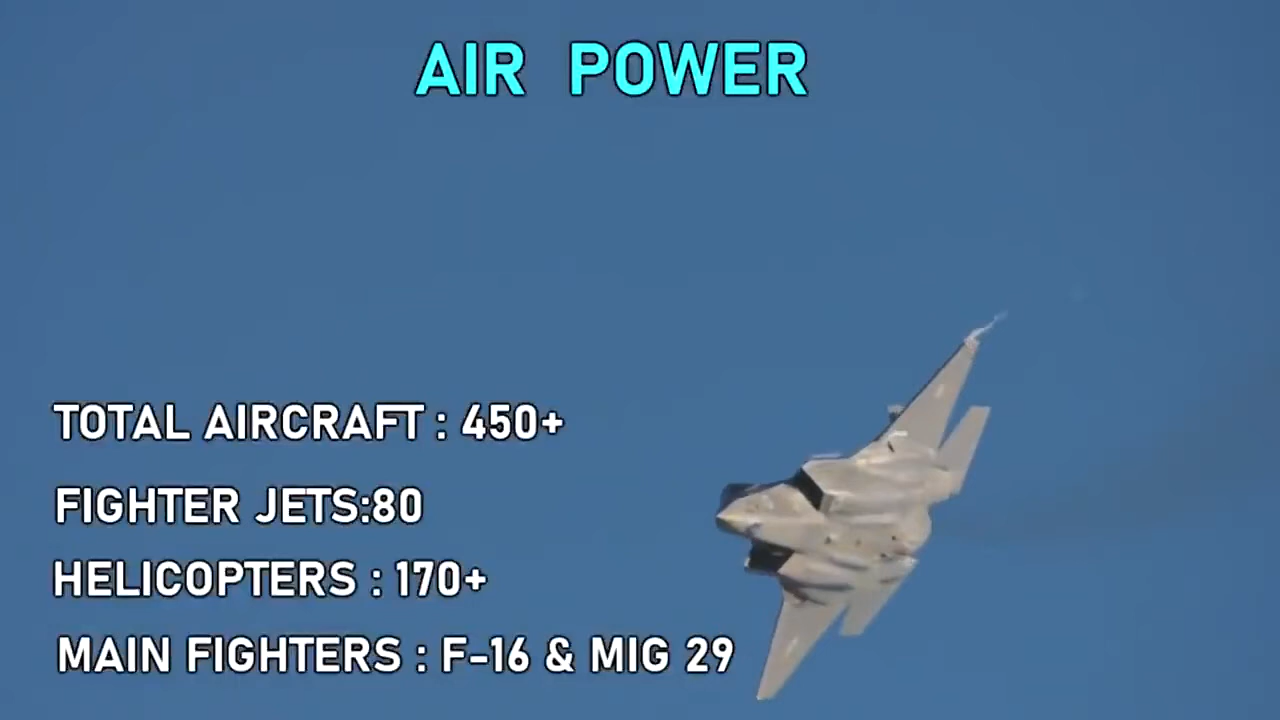 AIR POWER
TOTAL AIRCRAFT : 450+
FIGHTER JETS:80
HELICOPTERS : 170+
MAIN FIGHTERS : F-16 & MIG 29